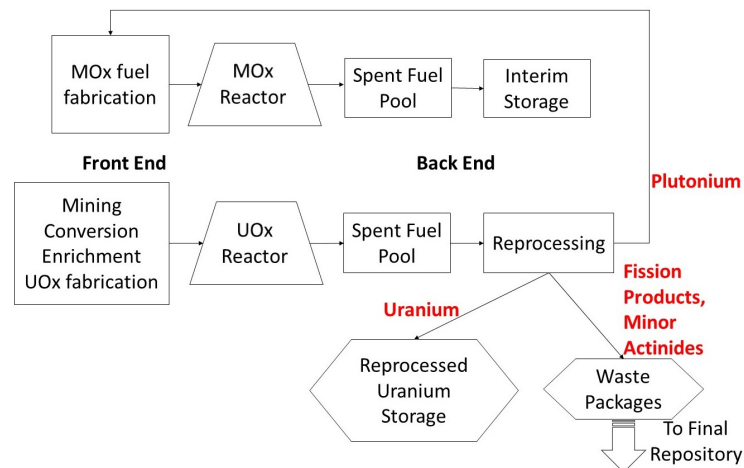 MOx fuel
fabrication
MOx
Reactor
Spent Fuel
Pool
Interim
Storage
Front End
Back End
Plutonium
Mining
Conversion
Enrichment
UOx fabrication
UOx
Reactor
Spent Fuel
Pool
Reprocessing
Uranium
Fission
Products,
Minor
Actinides
Reprocessed
Uranium
Storage
Waste
Packages
To Final
Repository